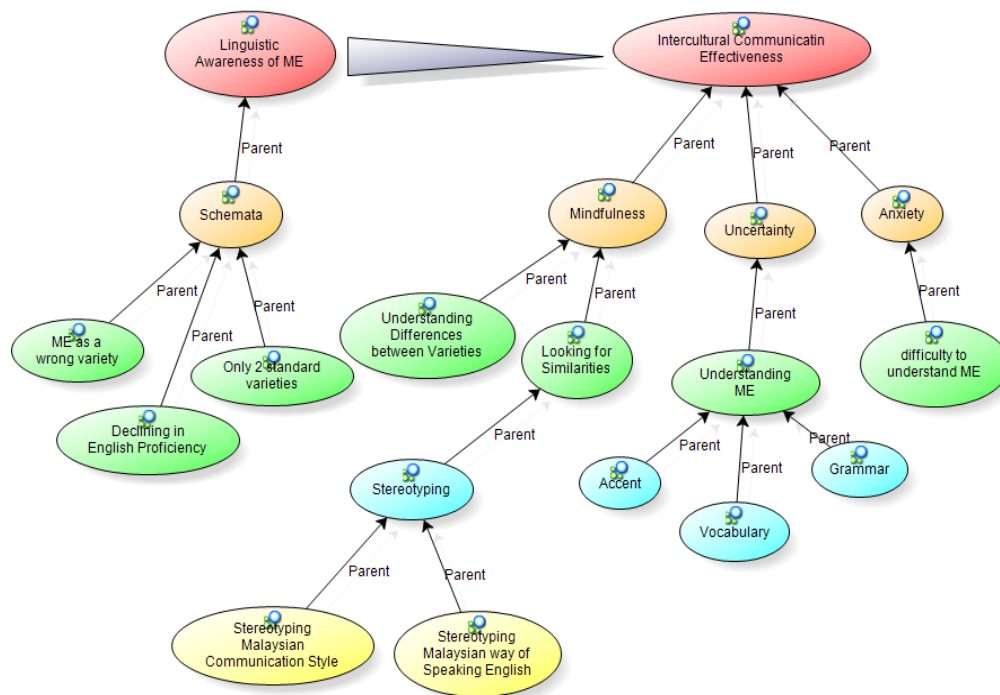 Linguistic
Awareness of ME
Intercultural Communicatin
Effectiveness
Parent
Parent
Parent
Parent
Schemata
Mindfulness
Uncertainty
Anxiety
Parent
Parent
Parent
Parent
Parent
Parent
Parent
ME as a
wrong variety
Only 2 standard
varieties
Declining in
English Proficiency
Understanding
Differences
between Varieties
Looking for
Similarities
Understanding
ME
difficulty to
understand ME
Parent
Parent
Parent
Parent
Stereotyping
Accent
Vocabulary
Grammar
Parent
Parent
Stereotyping
Malaysian
Communication Style
Stereotyping
Malaysian way of
Speaking English